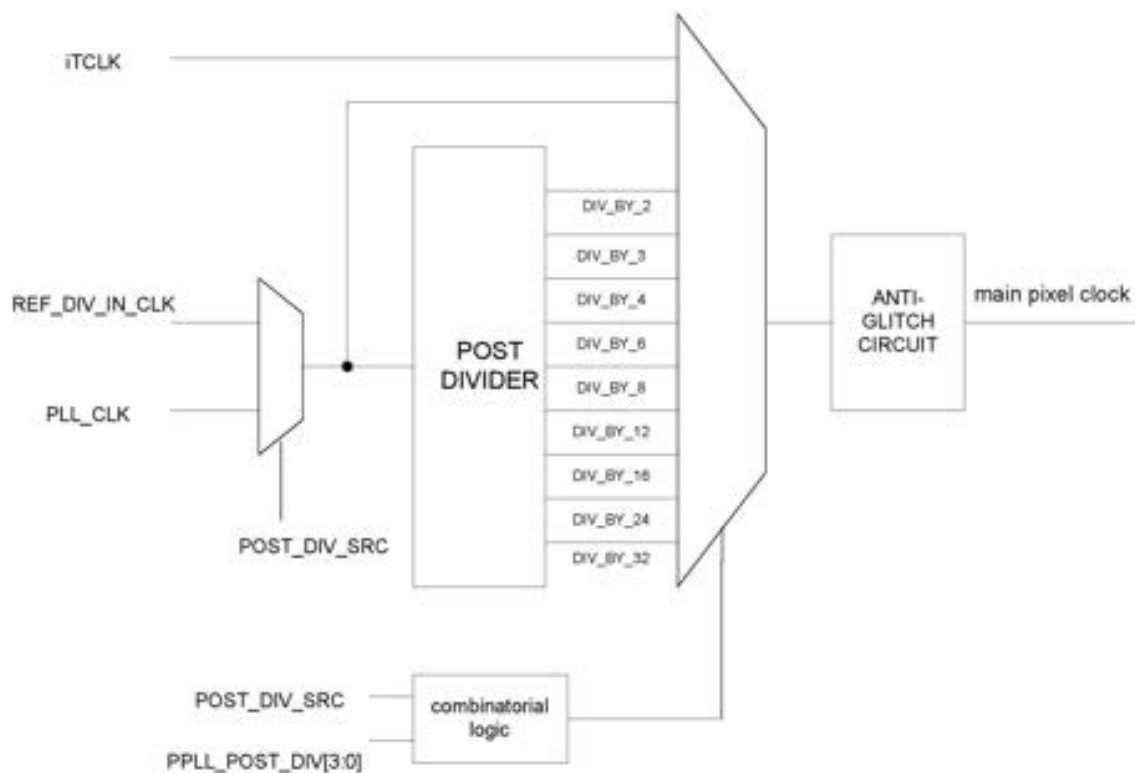 iTCLK
DIV_BY_2
DIV_BY_3
DIV_BY_4
DIV_BY_6
DIV_BY_8
DIV_BY_12
DIV_BY_16
DIV_BY_24
DIV_BY_32
REF_DIV_IN_CLK
PLL_CLK
POST_DIV_SRC
POST
DIVIDER
ANTI-
GLITCH
CIRCUIT
main pixel clock
POST_DIV_SRC
PPLL_POST_DIV[3:0]
combinatorial
logic